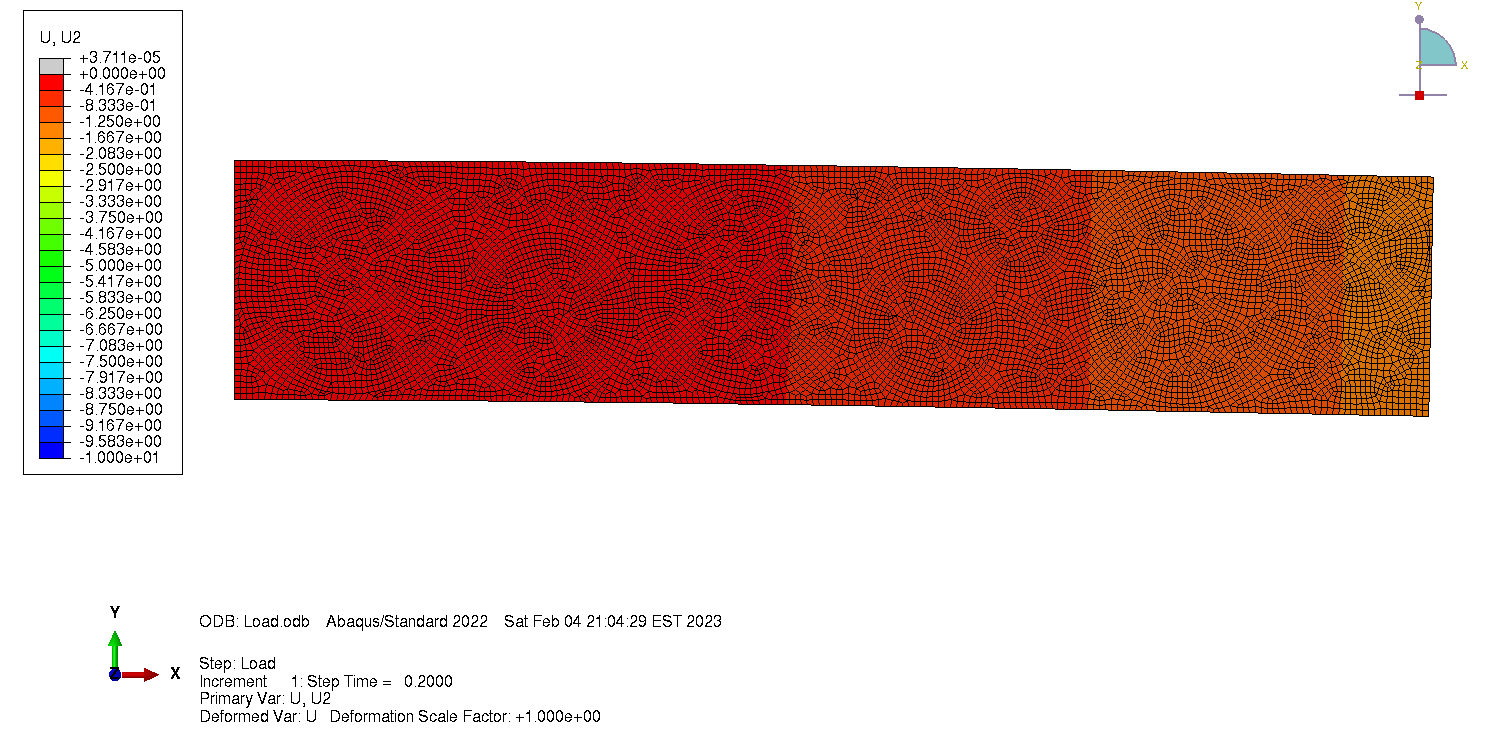 U, U2
+3.711e-05
+0.000e+00
-4.167e-01
-8.333e-01
-1.250e+00
-1.667e+00
-2.083e+00
-2.500e+00
-2.917e+00
-3.333e+00
-3.750e+00
-4.167e+00
-4.583e+00
-5.000e+00
-5.417e+00
-5.833e+00
-6.250e+00
-6.667e+00
-7.083e+00
-7.500e+00
-7.917e+00
-8.333e+00
-8.750e+00
-9.167e+00
-9.583e+00
-1.000e+01
Y
Z X
Y
Z X
ODB: Load.odb Abaqus/Standard 2022 Sat Feb 04 21:04:29 EST 2023
Step: Load
Increment 1: Step Time = 0.2000
Primary Var: U, U2
Deformed Var: U Deformation Scale Factor: +1.000e+00